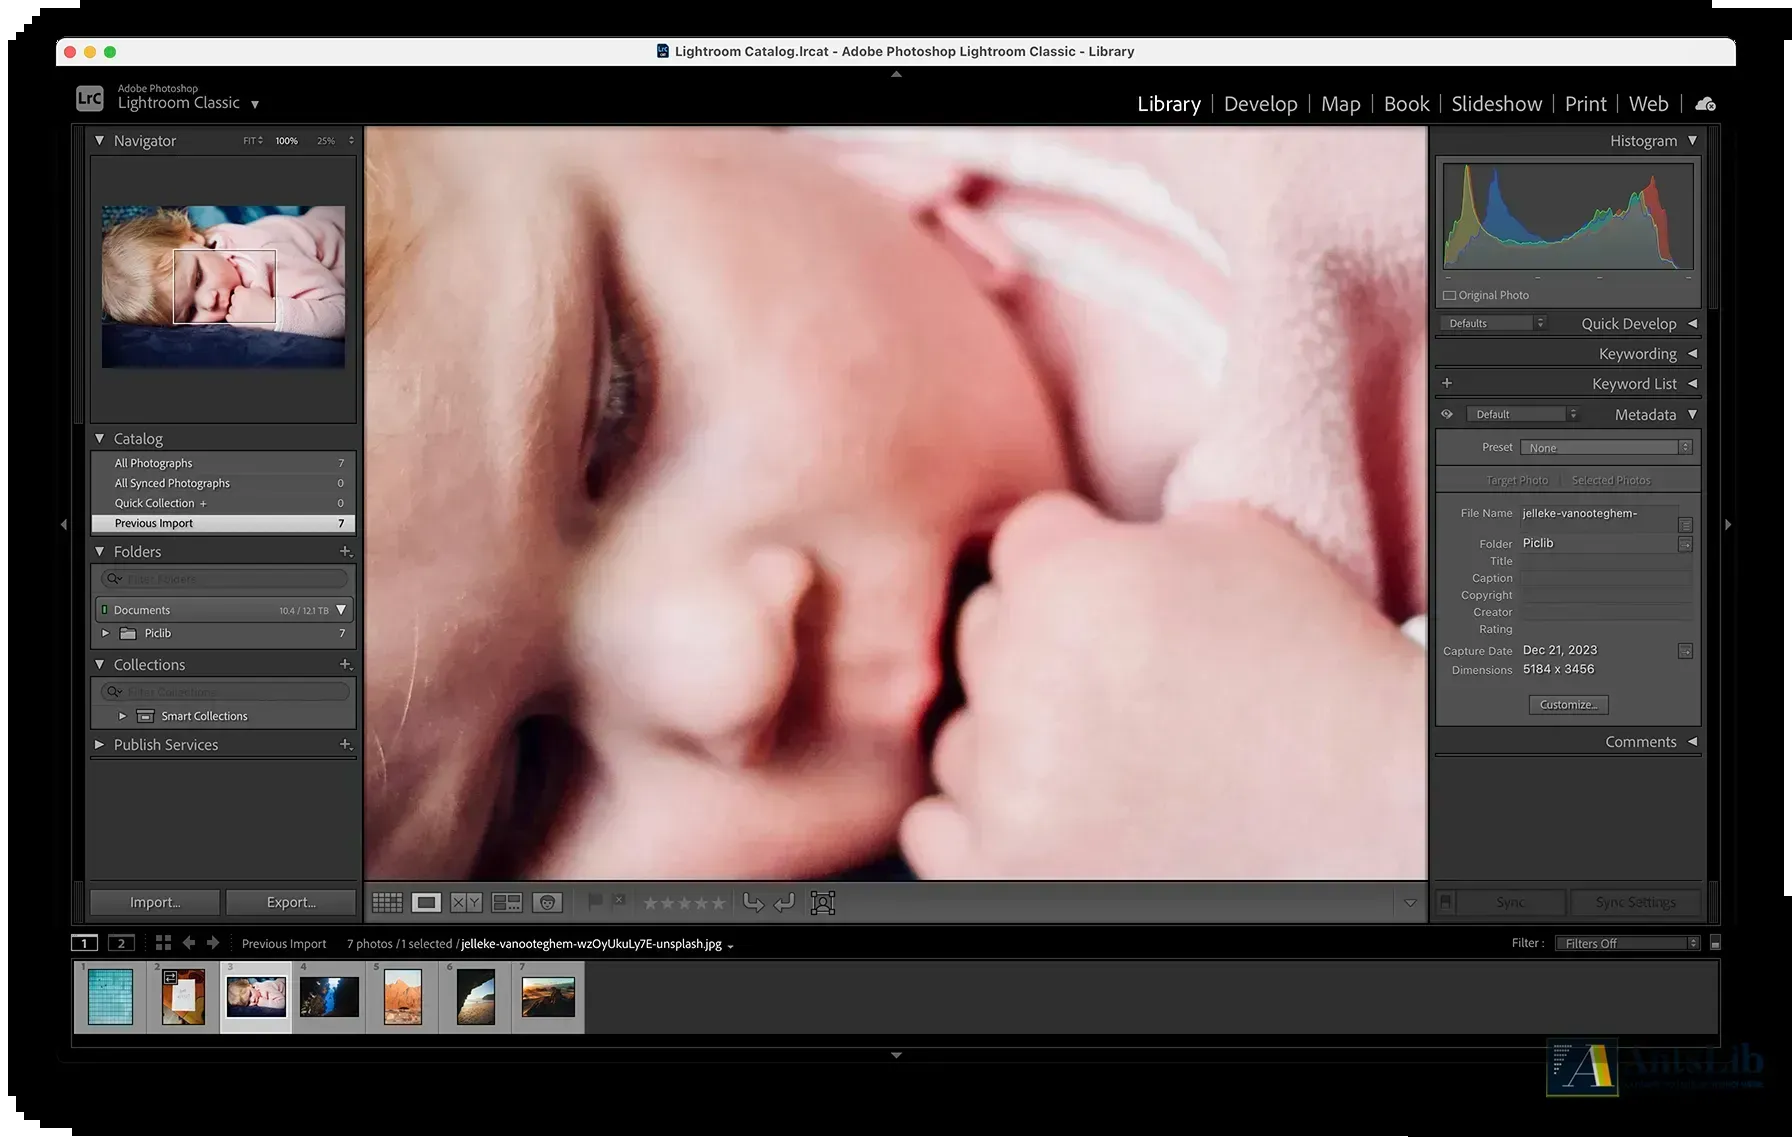 Lightroom Catalog.lrcat - Adobe Photoshop Lightroom Classic - Library
LrC
Adobe Photoshop
Lightroom Classic
Library | Develop | Map | Book | Slideshow | Print | Web
Navigator FIT 100% 25%
Histogram
Original Photo
Defaults Quick Develop
Keywording
+ Keyword List
Default Metadata
Preset None
Target Photo Selected Photos
File Name jelleke-vanooteghem-
Folder Piclib
Title
Caption
Copyright
Creator
Rating
Capture Date Dec 21, 2023
Dimensions 5184 x 3456
Customize...
Comments
Catalog
All Photographs 7
All Synced Photographs 0
Quick Collection + 0
Previous Import 7
Folders +
Filter Folders
Documents 10.4 / 12.1 TB
Piclib 7
Collections +
Filter Collections
Smart Collections
Publish Services +
Import... Export...
X Y
Sync Sync Settings
1 2 Previous Import 7 photos / 1 selected / jelleke-vanooteghem-wzOyUkuLy7E-unsplash.jpg
Filter : Filters Off
1 2 3 4 5 6 7
A ArtsLib